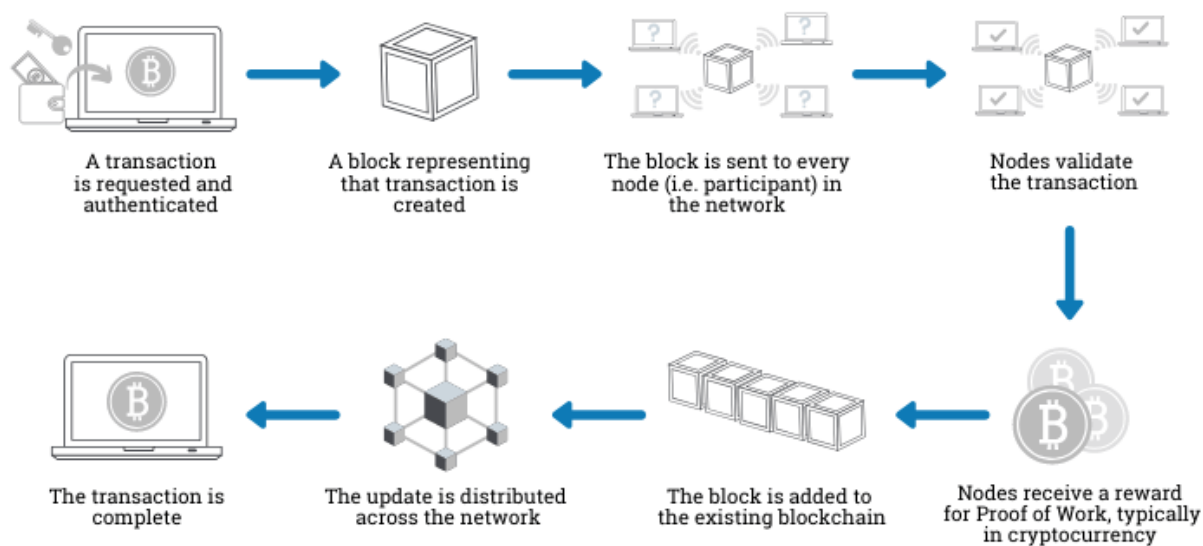 A transaction
is requested and
authenticated
A block representing
that transaction is
created
The block is sent to every
node (i.e. participant) in
the network
Nodes validate
the transaction
Nodes receive a reward
for Proof of Work, typically
in cryptocurrency
The block is added to
the existing blockchain
The update is distributed
across the network
The transaction is
complete